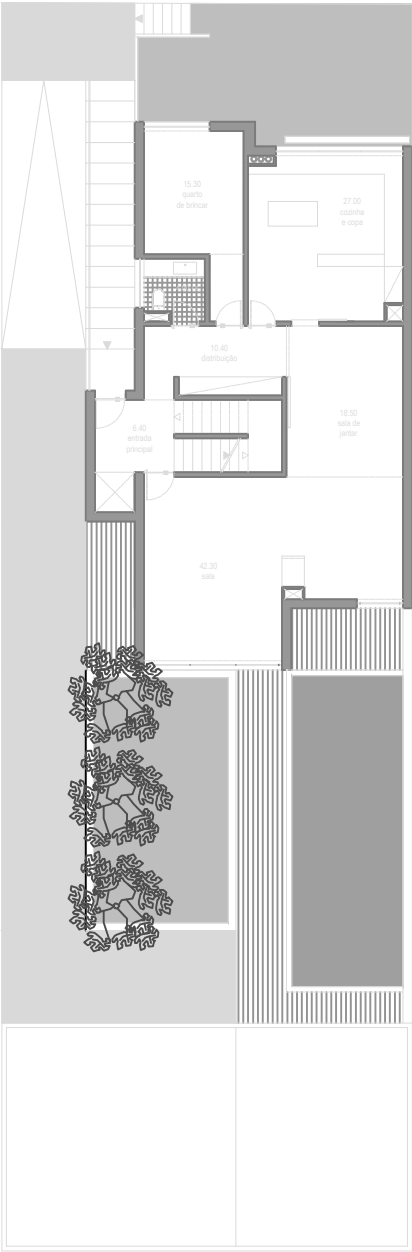 15.30
quarto
de brincar
27.00
cozinha
e copa
10.40
distribuição
18.50
sala de
jantar
6.40
entrada
principal
42.30
sala